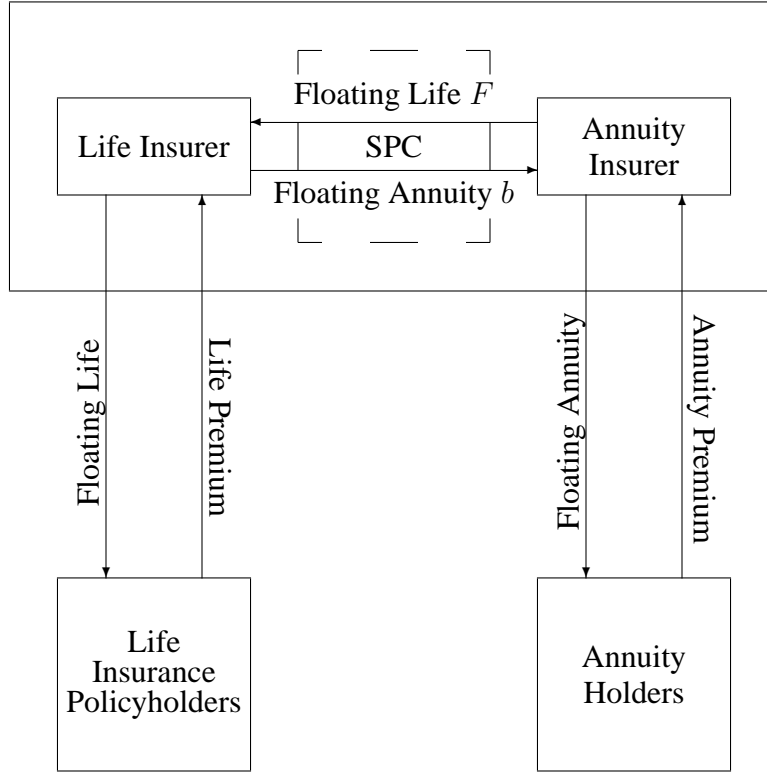 Floating Life F
Life Insurer
SPC
Annuity
Insurer
Floating Annuity b
Floating Life
Life Premium
Floating Annuity
Annuity Premium
Life
Insurance
Policyholders
Annuity
Holders